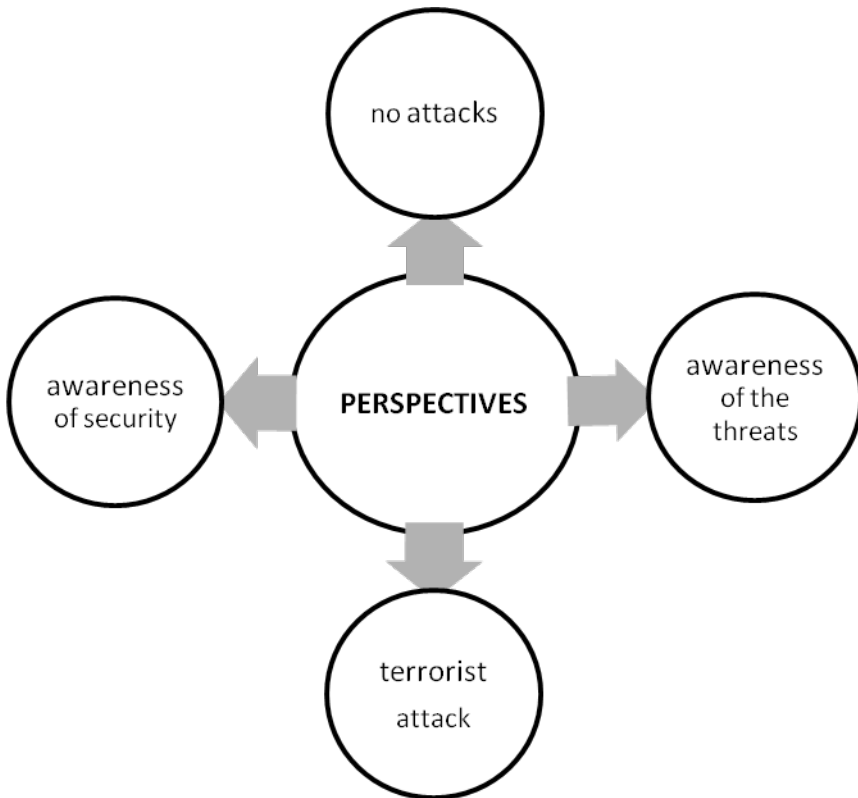 no attacks
awareness
of security
PERSPECTIVES
awareness
of the
threats
terrorist
attack